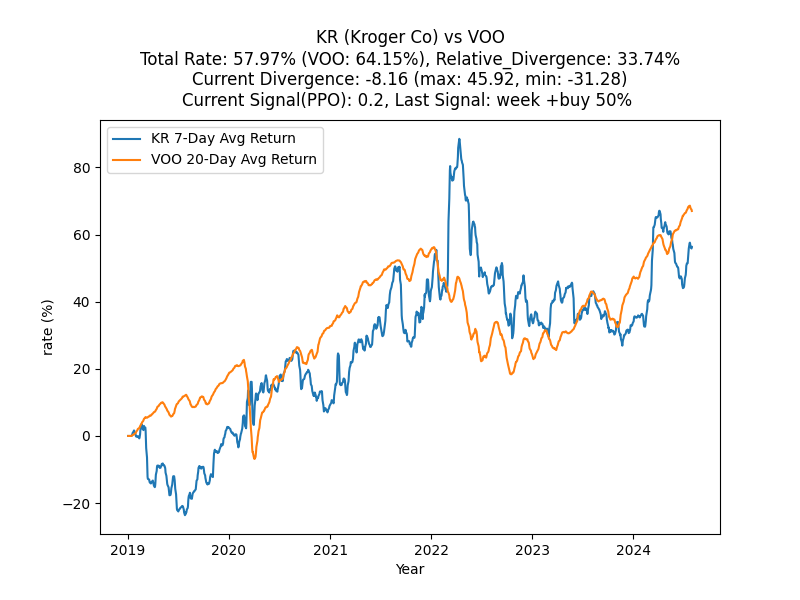 KR (Kroger Co) vs VOO
Total Rate: 57.97% (VOO: 64.15%), Relative_Divergence: 33.74%
Current Divergence: -8.16 (max: 45.92, min: -31.28)
Current Signal(PPO): 0.2, Last Signal: week +buy 50%
KR 7-Day Avg Return
VOO 20-Day Avg Return
80
60
40
20
0
−20
rate (%)
2019 2020 2021 2022 2023 2024
Year